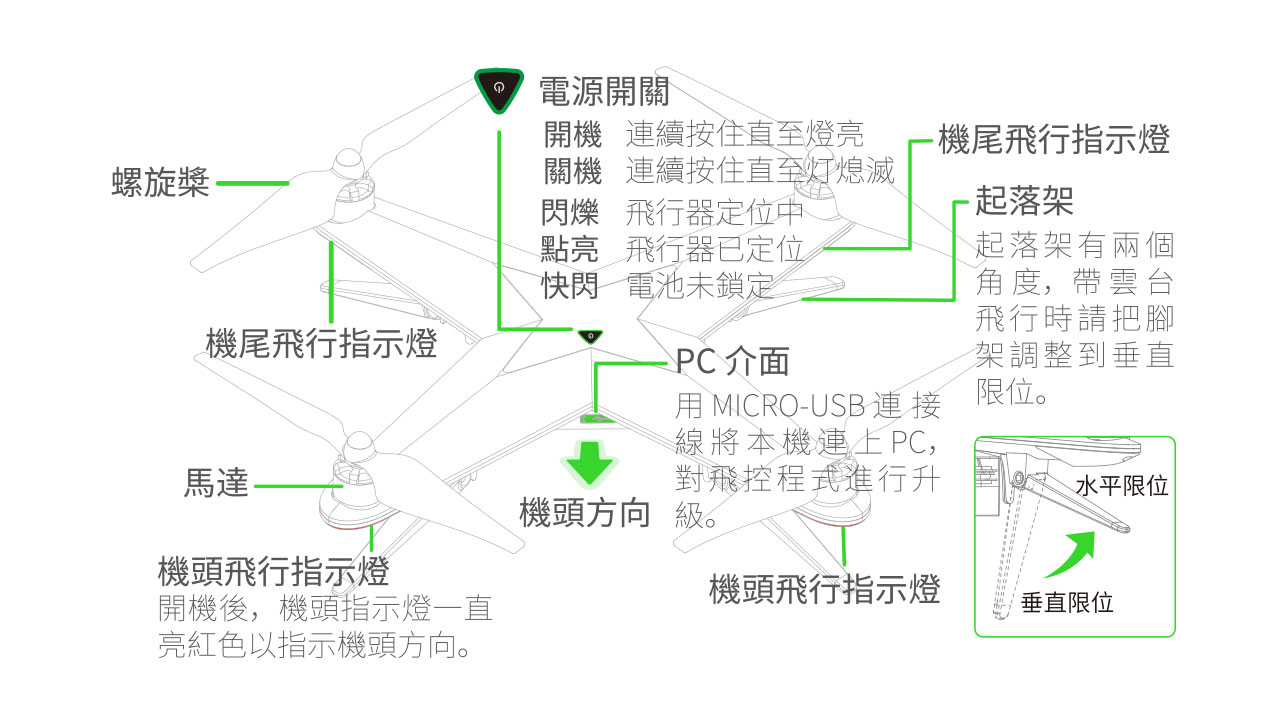 電源開關
開機 連續按住直至燈亮
關機 連續按住直至灯熄滅
閃爍 飛行器定位中
點亮 飛行器已定位
快閃 電池未鎖定
機尾飛行指示燈
螺旋槳
起落架
起落架有兩個
角度，帶雲台
飛行時請把腳
架調整到垂直
限位。
機尾飛行指示燈
PC 介面
用 MICRO-USB 連接
線將本機連上 PC，
對飛控程式進行升
級。
馬達
機頭方向
水平限位
垂直限位
機頭飛行指示燈
開機後，機頭指示燈一直
亮紅色以指示機頭方向。
機頭飛行指示燈